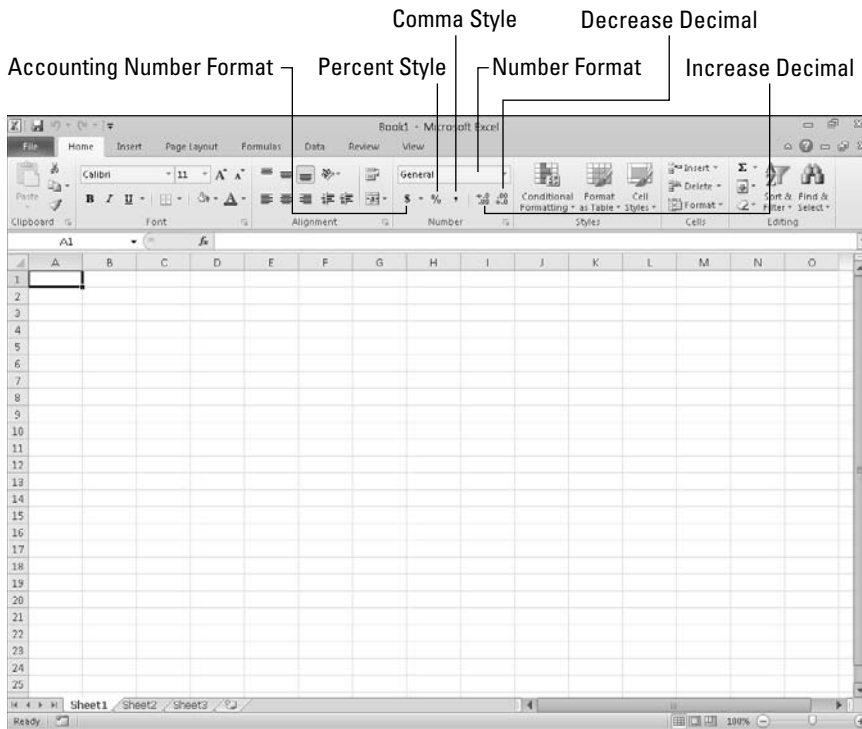 Comma Style Decrease Decimal
Accounting Number Format Percent Style Number Format Increase Decimal
Book1 - Microsoft Excel
File Home Insert Page Layout Formulas Data Review View
Calibri 11 A A General Insert Σ
Paste B I U A $ % , .0 .00 .00 .0 Conditional Format Cell Delete Sort & Find &
Formatting as Table Styles Format Filter Select
Clipboard Font Alignment Number Styles Cells Editing
A1 fx
A B C D E F G H I J K L M N O
1
2
3
4
5
6
7
8
9
10
11
12
13
14
15
16
17
18
19
20
21
22
23
24
25
Sheet1 Sheet2 Sheet3
Ready 100%